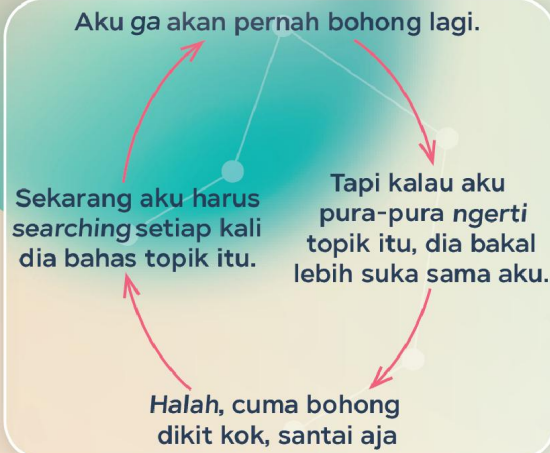 Aku ga akan pernah bohong lagi.
Tapi kalau aku
pura-pura ngerti
topik itu, dia bakal
lebih suka sama aku.
Halah, cuma bohong
dikit kok, santai aja
Sekarang aku harus
searching setiap kali
dia bahas topik itu.